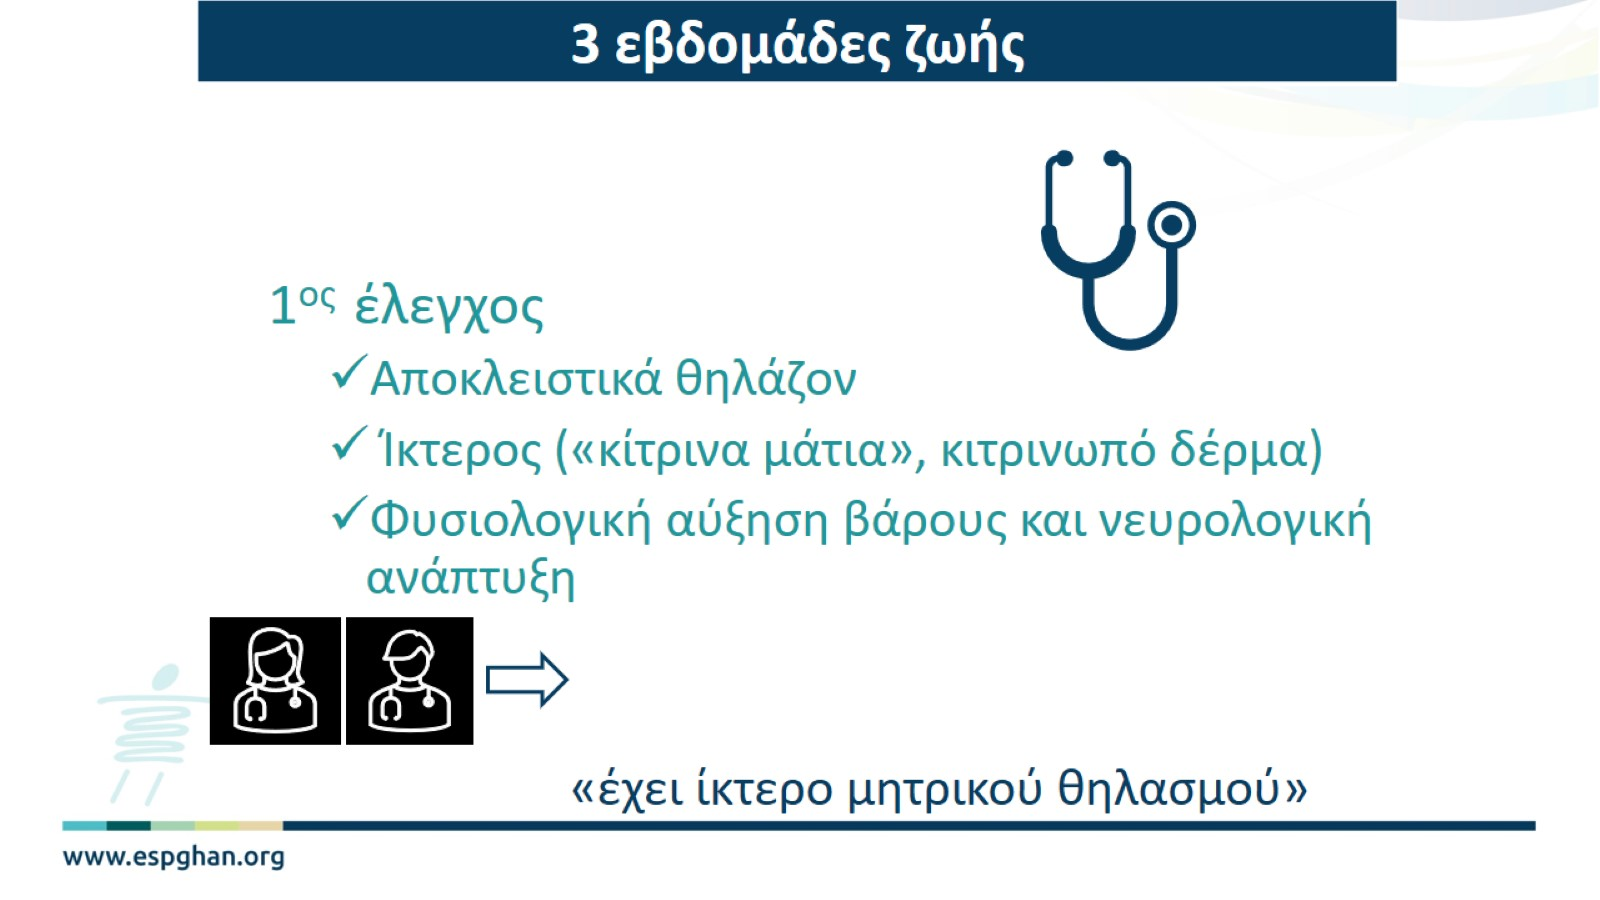 3 εβδομάδες ζωής
1ος έλεγχος
Αποκλειστικά θηλάζον
Ίκτερος («κίτρινα μάτια», κιτρινωπό δέρμα)
Φυσιολογική αύξηση βάρους και νευρολογική
ανάπτυξη
«έχει ίκτερο μητρικού θηλασμού»
www.espghan.org